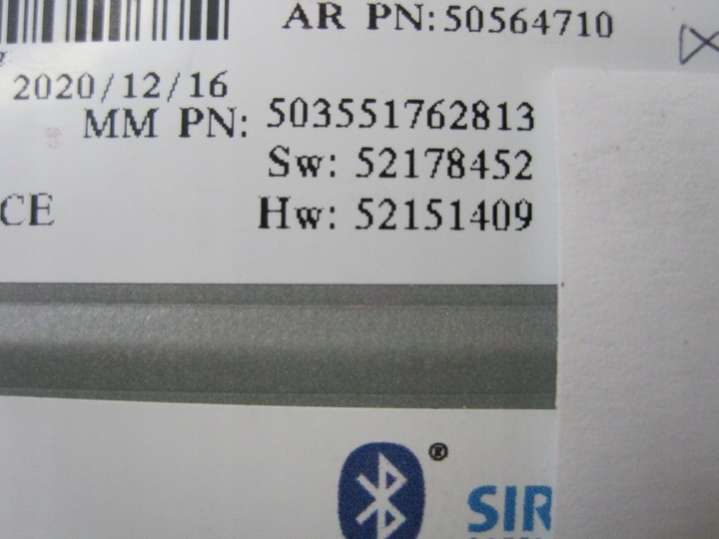 AR PN:50564710
2020/12/16
MM PN: 503551762813
Sw: 52178452
CE
Hw: 52151409
®
SIR